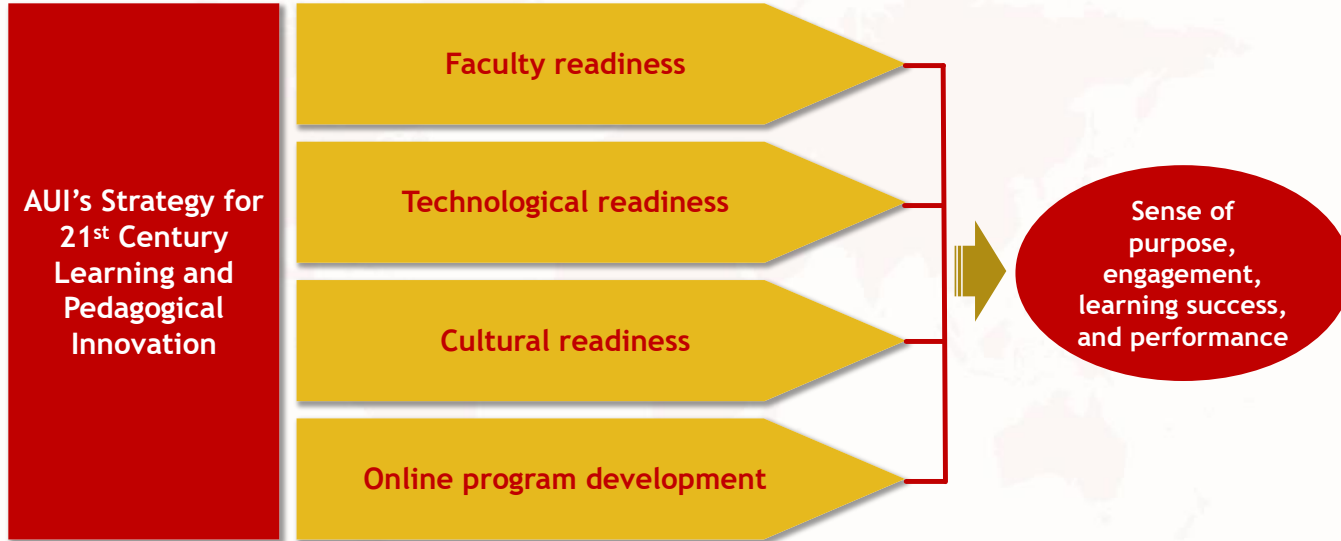 AUI’s Strategy for
21st Century
Learning and
Pedagogical
Innovation
Faculty readiness
Technological readiness
Cultural readiness
Online program development
Sense of
purpose,
engagement,
learning success,
and performance